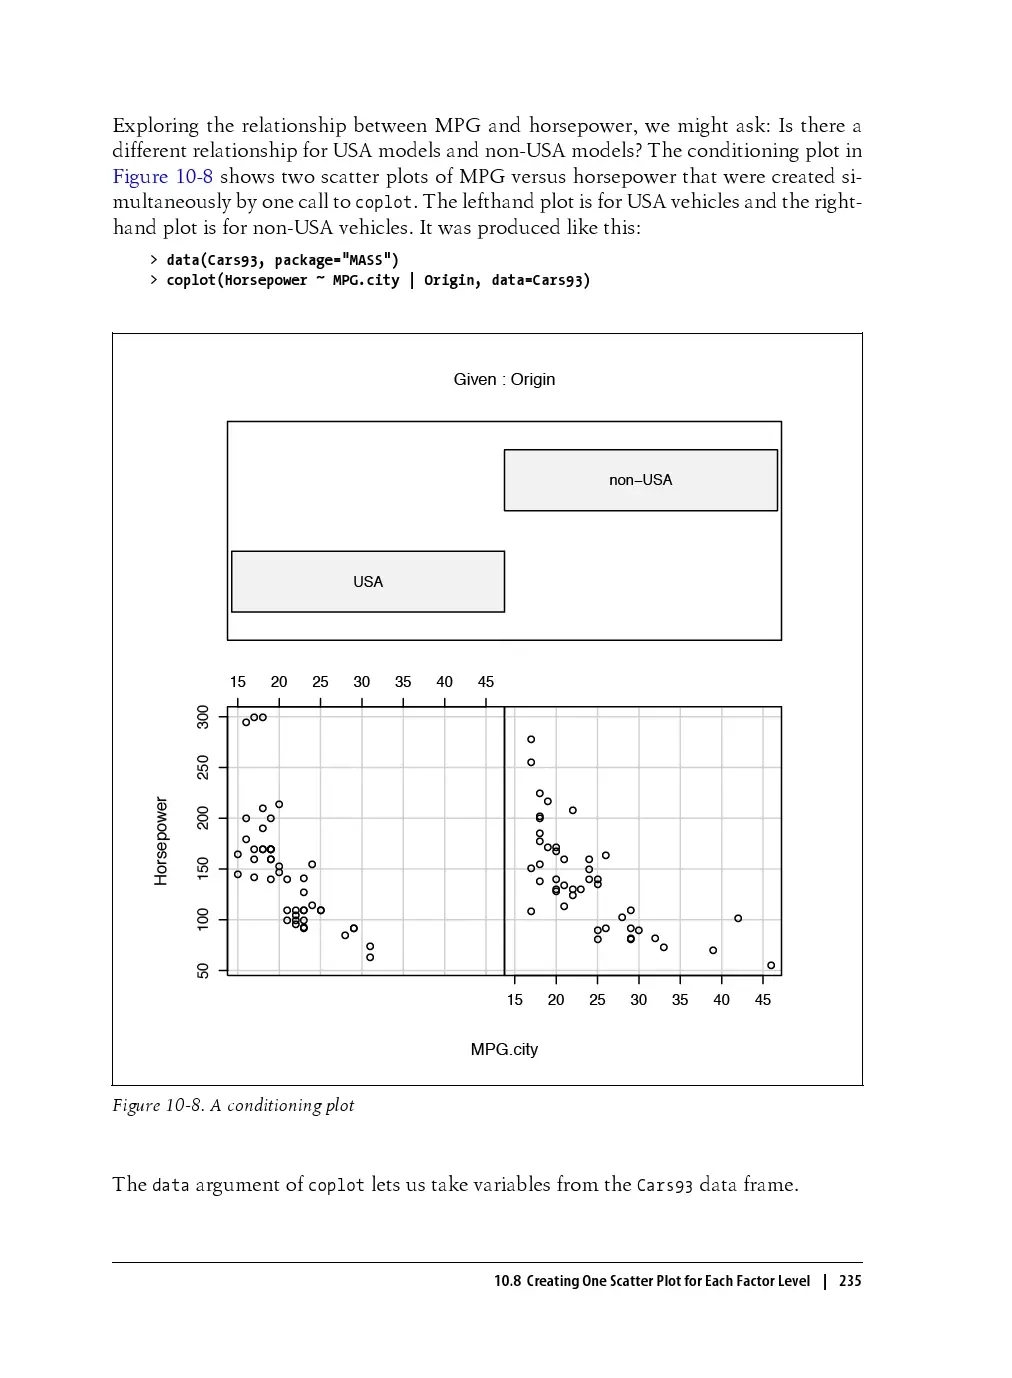 Exploring the relationship between MPG and horsepower, we might ask: Is there a
different relationship for USA models and non-USA models? The conditioning plot in
Figure 10-8 shows two scatter plots of MPG versus horsepower that were created si-
multaneously by one call to coplot. The lefthand plot is for USA vehicles and the right-
hand plot is for non-USA vehicles. It was produced like this:
> data(Cars93, package="MASS")
> coplot(Horsepower ~ MPG.city | Origin, data=Cars93)
Given : Origin
non−USA
USA
15 20 25 30 35 40 45
300
250
200
150
100
50
Horsepower
15 20 25 30 35 40 45
MPG.city
Figure 10-8. A conditioning plot
The data argument of coplot lets us take variables from the Cars93 data frame.
10.8 Creating One Scatter Plot for Each Factor Level | 235